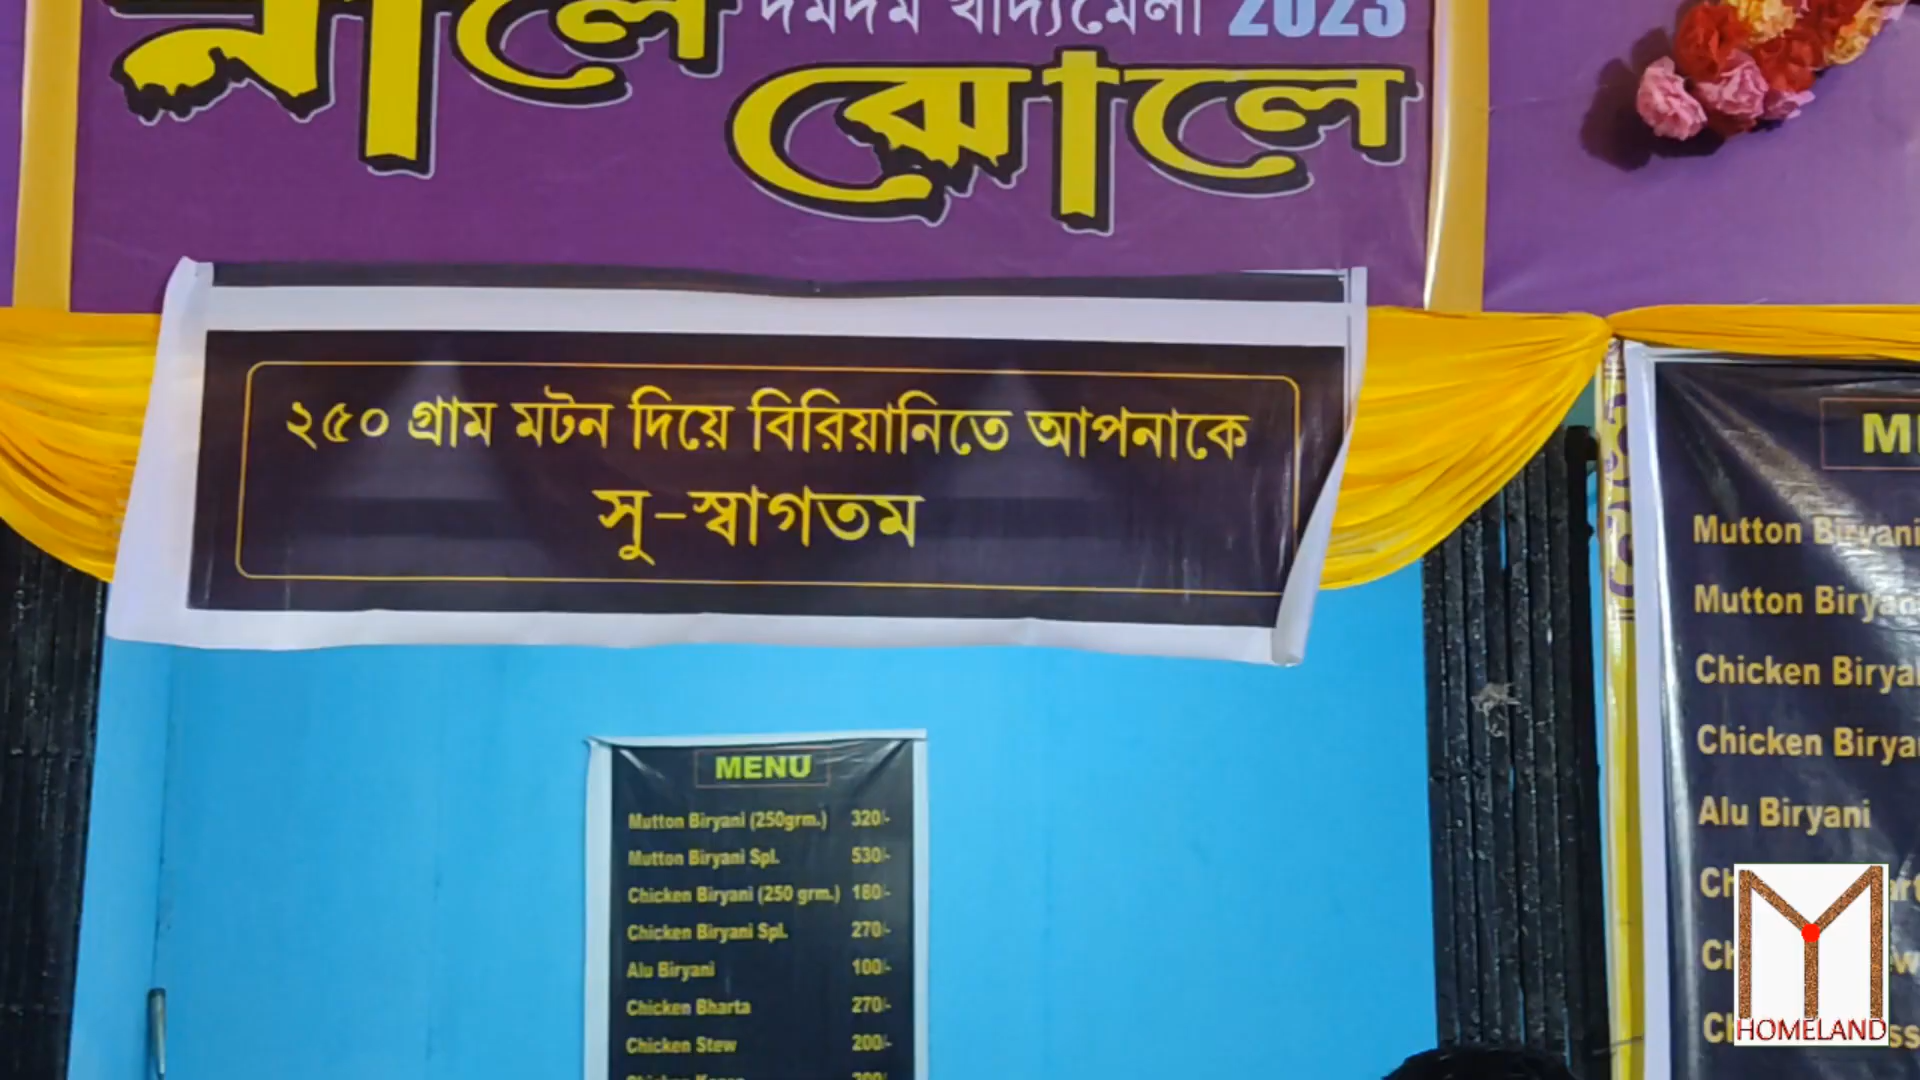 দমদম খাদ্যমেলা 2023
ঝোলে
২৫০ গ্রাম মটন দিয়ে বিরিয়ানিতে আপনাকে
সু-স্বাগতম
MENU
Mutton Biryani (250grm.) 320/-
Mutton Biryani Spl. 530/-
Chicken Biryani (250 grm.) 180/-
Chicken Biryani Spl. 270/-
Alu Biryani 100/-
Chicken Bharta 270/-
Chicken Stew 200/-
Mutton Biryani
Mutton
Chicken
Chicken
Alu Biryani
HOMELAND